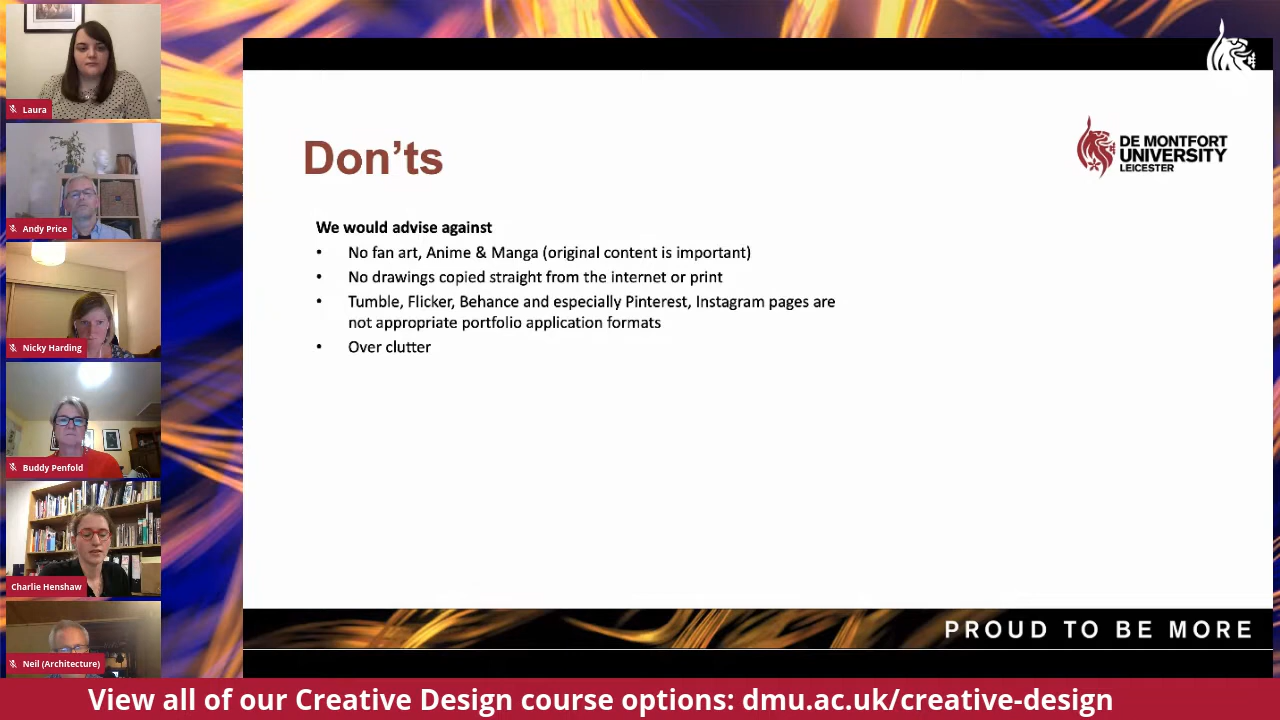 Laura
Andy Price
Nicky Harding
Buddy Penfold
Charlie Henshaw
Neil (Architecture)
DE MONTFORT
UNIVERSITY
LEICESTER
Don'ts
We would advise against
• No fan art, Anime & Manga (original content is important)
• No drawings copied straight from the internet or print
• Tumble, Flicker, Behance and especially Pinterest, Instagram pages are
not appropriate portfolio application formats
• Over clutter
PROUD TO BE MORE
View all of our Creative Design course options: dmu.ac.uk/creative-design